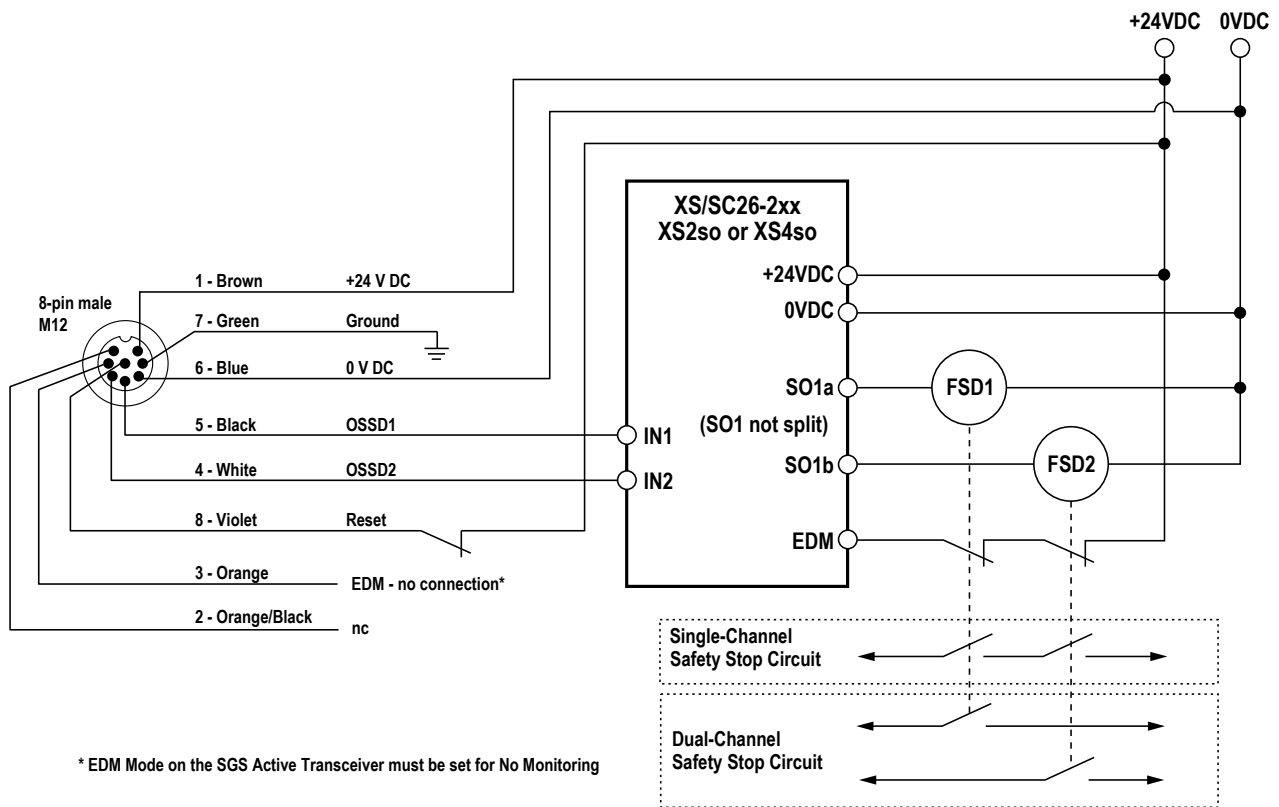 +24VDC 0VDC
XS/SC26-2xx
XS2so or XS4so
+24VDC
0VDC
8-pin male
M12
1 - Brown +24 V DC
7 - Green Ground
6 - Blue 0 V DC
5 - Black OSSD1
4 - White OSSD2
8 - Violet Reset
3 - Orange EDM - no connection*
2 - Orange/Black nc
IN1
IN2
SO1a
(SO1 not split)
SO1b
EDM
FSD1
FSD2
Single-Channel
Safety Stop Circuit
Dual-Channel
Safety Stop Circuit
* EDM Mode on the SGS Active Transceiver must be set for No Monitoring